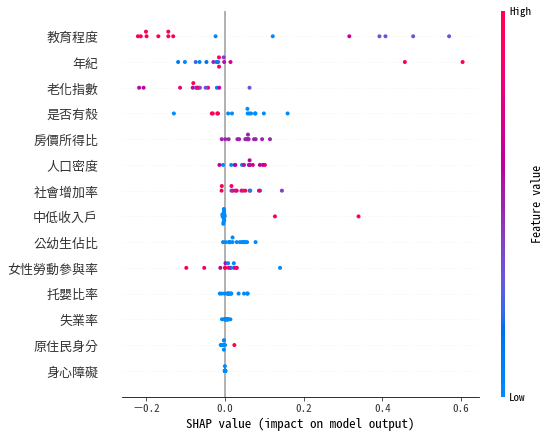 High
教育程度
年紀
老化指數
是否有殼
房價所得比
人口密度
社會增加率
中低收入戶
公幼生佔比
女性勞動參與率
托嬰比率
失業率
原住民身分
身心障礙
Feature value
Low
−0.2 0.0 0.2 0.4 0.6
SHAP value (impact on model output)